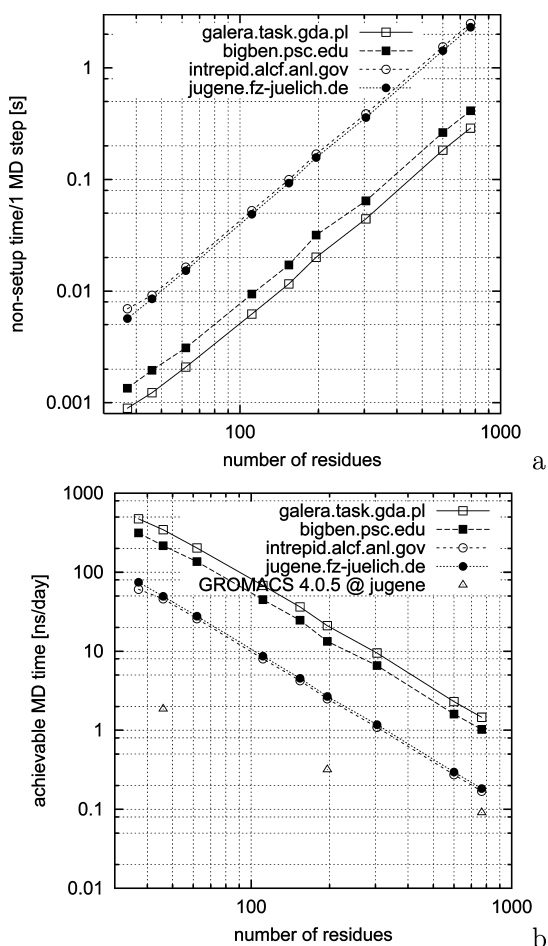 galera.task.gda.pl
bigben.psc.edu
intrepid.alcf.anl.gov
jugene.fz-juelich.de
non-setup time/1 MD step [s]
1
0.1
0.01
0.001
100
1000
number of residues
a
galera.task.gda.pl
bigben.psc.edu
intrepid.alcf.anl.gov
jugene.fz-juelich.de
GROMACS 4.0.5 @ jugene
achievable MD time [ns/day]
1000
100
10
1
0.1
0.01
100
1000
number of residues
b